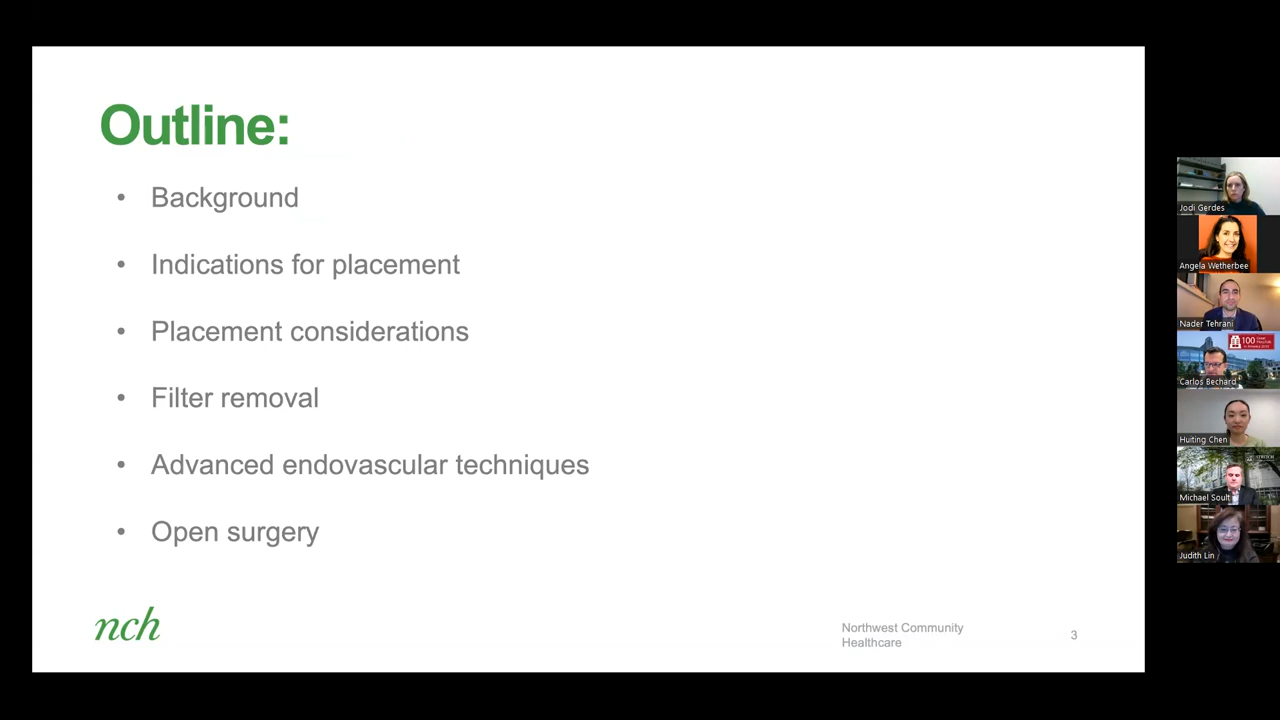 Outline:
• Background
• Indications for placement
• Placement considerations
• Filter removal
• Advanced endovascular techniques
• Open surgery
nch
Northwest Community
Healthcare
3
Jodi Gerdes
Angela Wetherbee
Nader Tehrani
100
Carlos Bechard
Huiting Chen
Michael Soult
Judith Lin